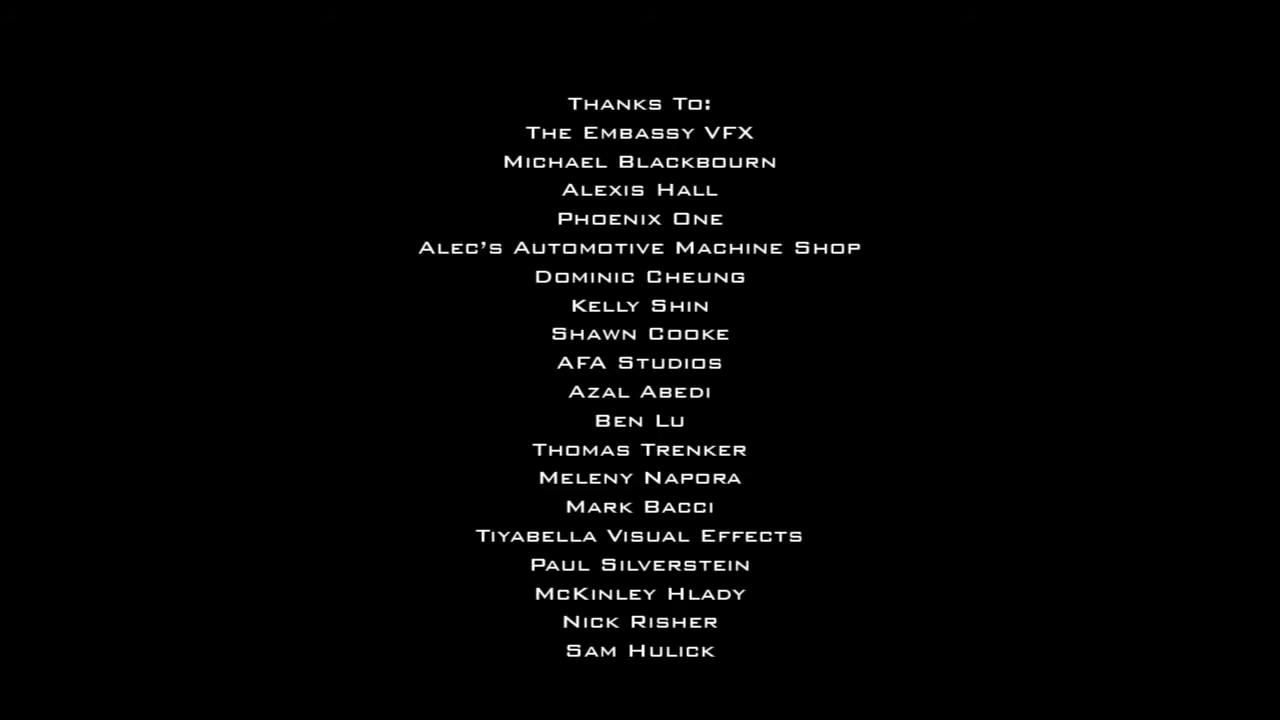 Thanks To:
The Embassy VFX
Michael Blackbourn
Alexis Hall
Phoenix One
Alec's Automotive Machine Shop
Dominic Cheung
Kelly Shin
Shawn Cooke
AFA Studios
Azal Abedi
Ben Lu
Thomas Trenker
Meleny Napora
Mark Bacci
Tiyabella Visual Effects
Paul Silverstein
McKinley Hlady
Nick Risher
Sam Hulick